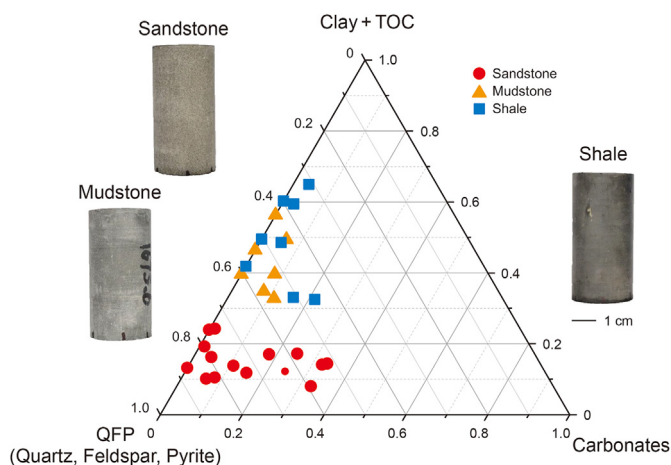 Sandstone
Clay + TOC
0
1.0
Sandstone
Mudstone
Shale
0.2
0.8
Shale
Mudstone
0.4
0.6
0.6
0.4
1 cm
0.8
0.2
1.0
0
QFP
0
0.2
0.4
0.6
0.8
1.0
Carbonates
(Quartz, Feldspar, Pyrite)